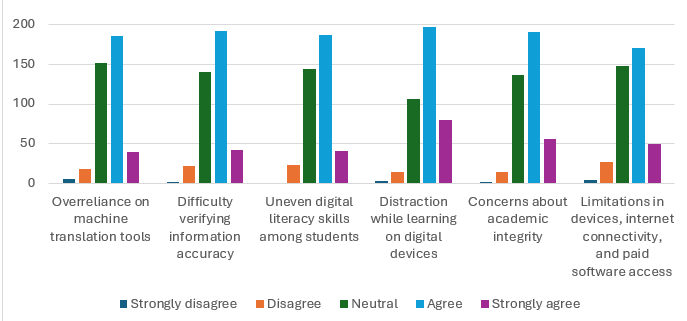 200
150
100
50
0
Overreliance on
machine
translation tools
Difficulty
verifying
information
accuracy
Uneven digital
literacy skills
among students
Distraction
while learning
on digital
devices
Concerns about
academic
integrity
Limitations in
devices, internet
connectivity,
and paid
software access
Strongly disagree
Disagree
Neutral
Agree
Strongly agree